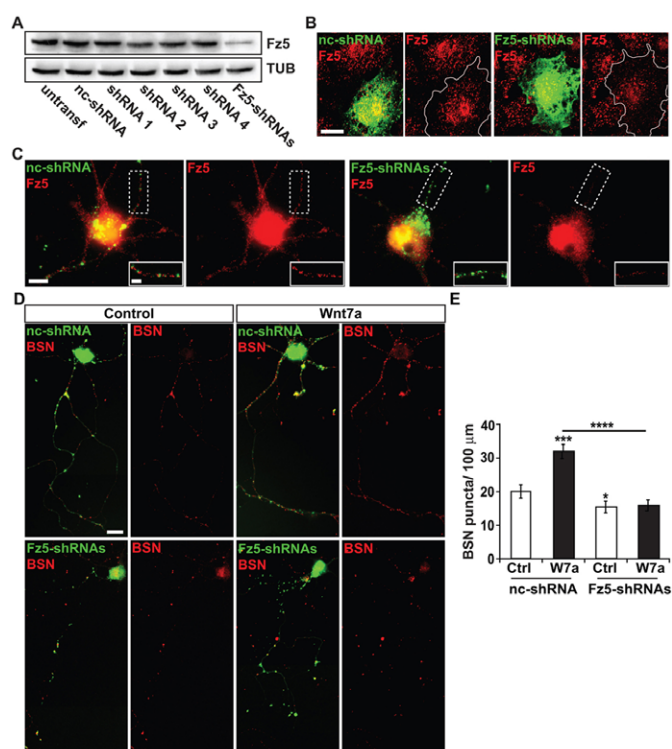 A
Fz5
TUB
untransf
nc-shRNA
shRNA 1
shRNA 2
shRNA 3
shRNA 4
Fz5-shRNAs
B
nc-shRNA
Fz5
Fz5
Fz5-shRNAs
Fz5
Fz5
C
nc-shRNA
Fz5
Fz5
Fz5-shRNAs
Fz5
Fz5
D
Control
Wnt7a
nc-shRNA
BSN
BSN
nc-shRNA
BSN
BSN
Fz5-shRNAs
BSN
BSN
Fz5-shRNAs
BSN
BSN
E
BSN puncta/ 100 µm
40
30
20
10
0
***
****
*
Ctrl W7a Ctrl W7a
nc-shRNA Fz5-shRNAs